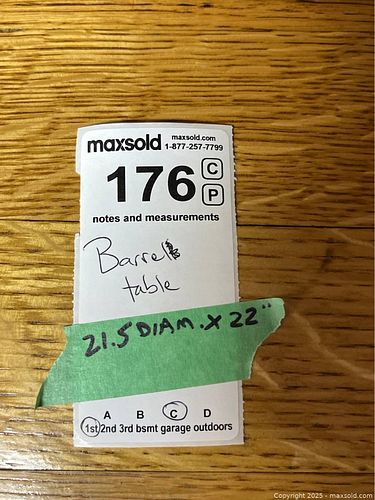 maxsold maxsold.com
1-877-257-7799
176 C
P
notes and measurements
Barrel
table
21.5 DIAM. X 22"
A B C D
1st 2nd 3rd bsmt garage outdoors
Copyright 2025 - maxsold.com